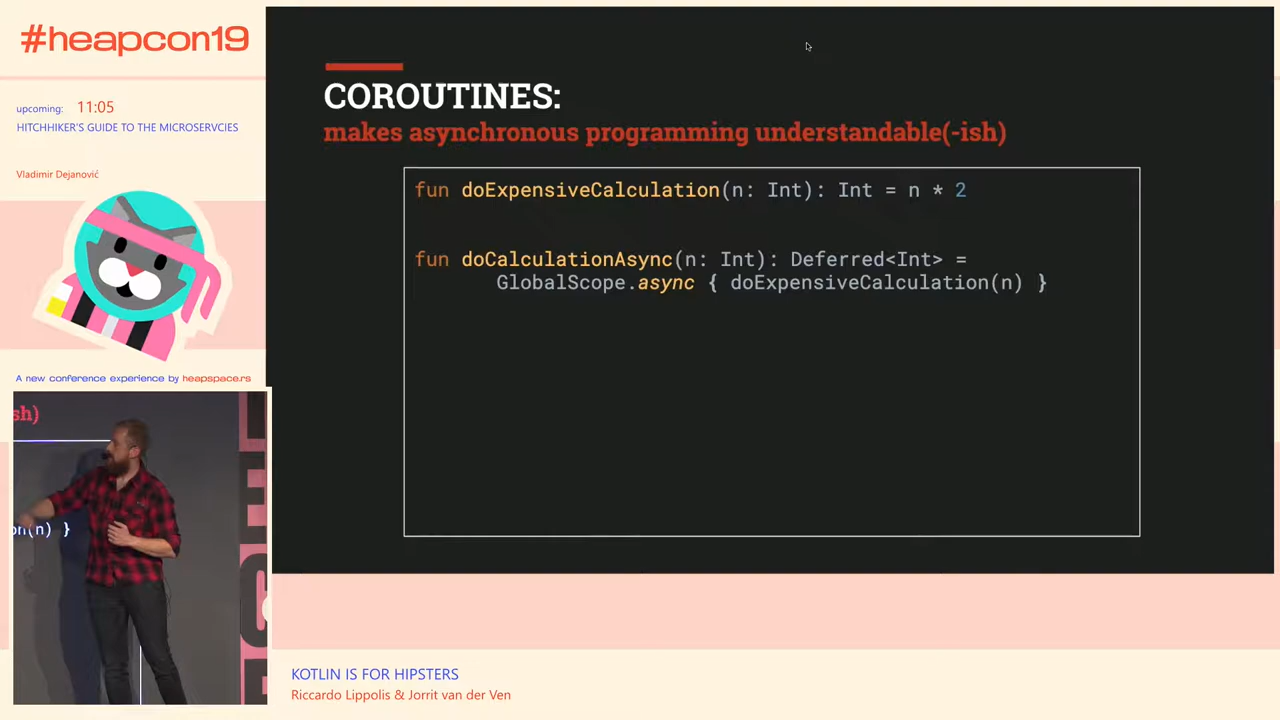 #heapcon19
upcoming: 11:05
HITCHHIKER'S GUIDE TO THE MICROSERVCIES
Vladimir Dejanović
A new conference experience by heapspace.rs
sh)
on(n) }
COROUTINES:
makes asynchronous programming understandable(-ish)
fun doExpensiveCalculation(n: Int): Int = n * 2
fun doCalculationAsync(n: Int): Deferred<Int> =
GlobalScope.async { doExpensiveCalculation(n) }
KOTLIN IS FOR HIPSTERS
Riccardo Lippolis & Jorrit van der Ven